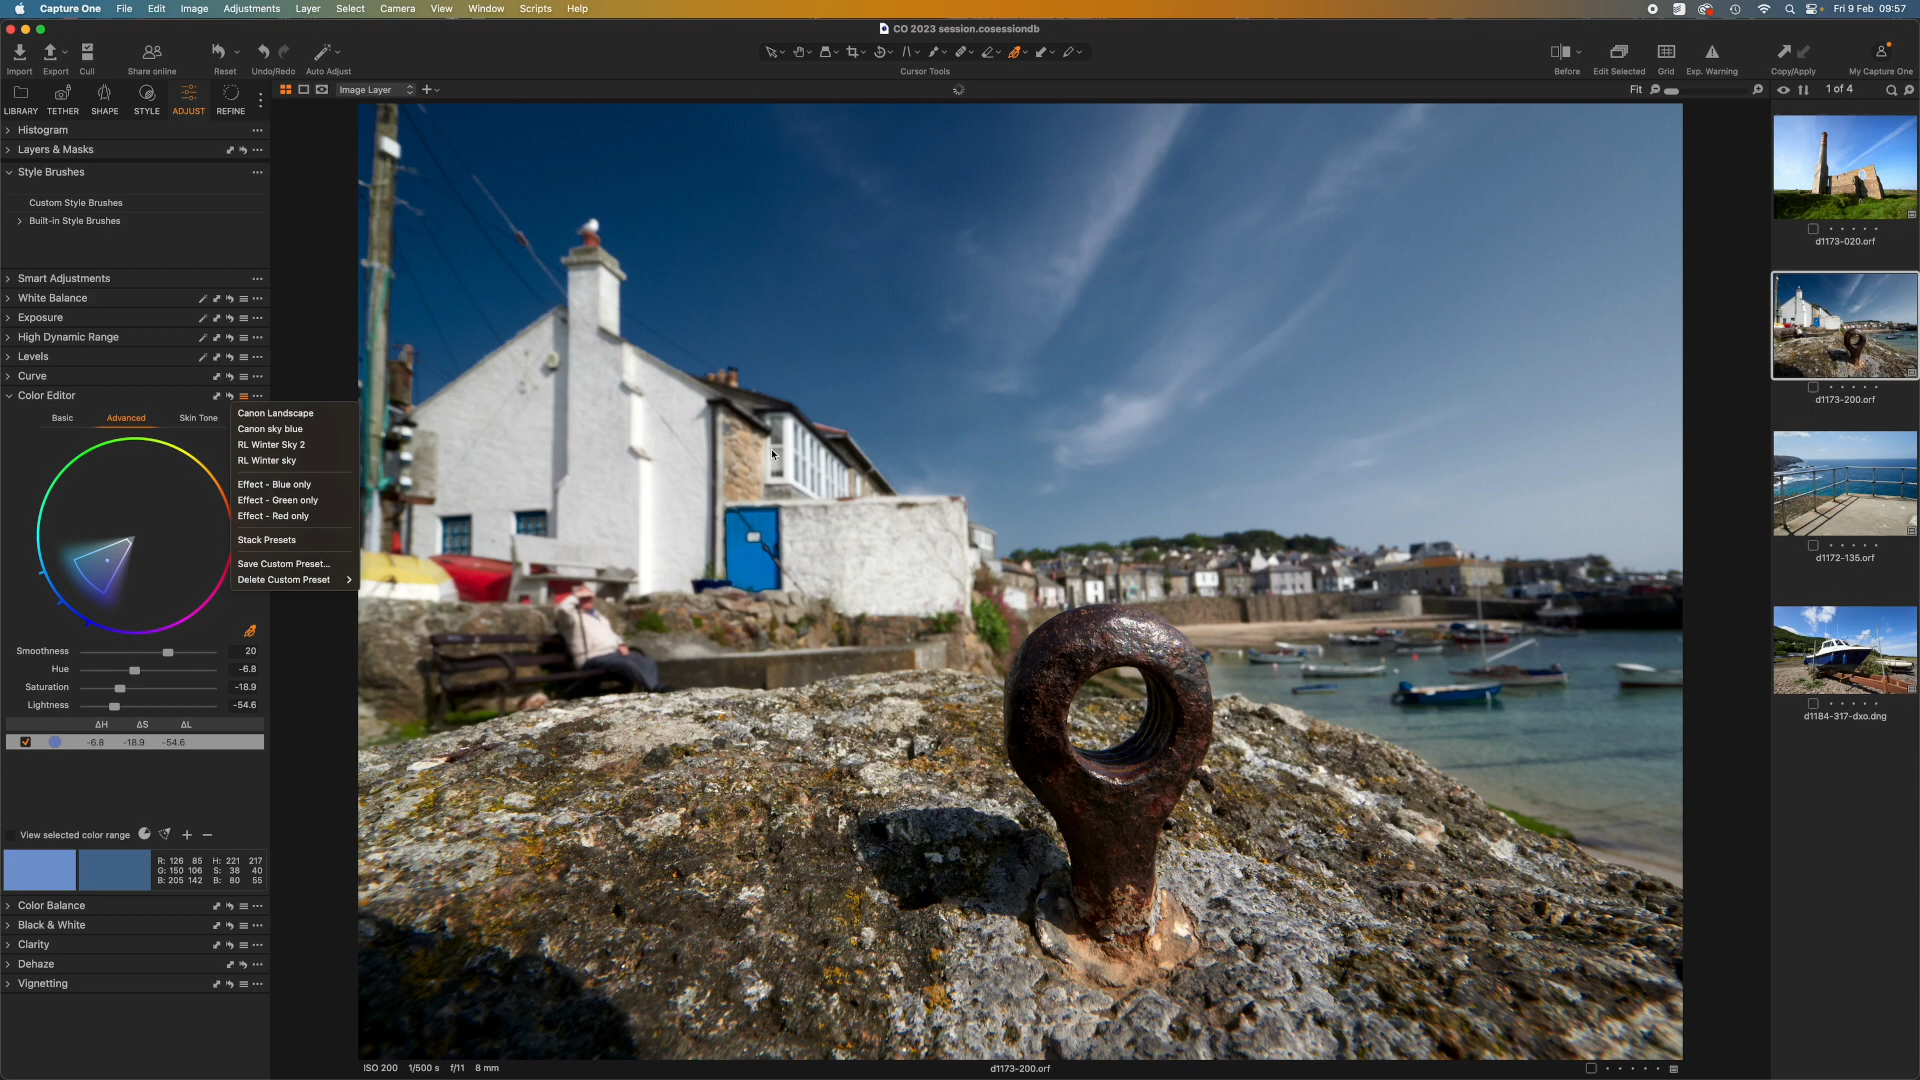 Capture One File Edit Image Adjustments Layer Select Camera View Window Scripts Help Fri 9 Feb 09:57
CO 2023 session.cosessiondb
Import Export Cull Share online Reset Undo/Redo Auto Adjust Cursor Tools Before Edit Selected Grid Exp. Warning Copy/Apply My Capture One
LIBRARY TETHER SHAPE STYLE ADJUST REFINE
Image Layer Fit 1 of 4
Histogram
Layers & Masks
Style Brushes
Custom Style Brushes
Built-in Style Brushes
Smart Adjustments
White Balance
Exposure
High Dynamic Range
Levels
Curve
Color Editor
Basic Advanced Skin Tone
Canon Landscape
Canon sky blue
RL Winter Sky 2
RL Winter sky
Effect - Blue only
Effect - Green only
Effect - Red only
Stack Presets
Save Custom Preset...
Delete Custom Preset
Smoothness 20
Hue -6.8
Saturation -18.9
Lightness -54.6
ΔH ΔS ΔL
-6.8 -18.9 -54.6
View selected color range
R: 126 85 H: 221 217
G: 150 106 S: 38 40
B: 205 142 B: 80 55
Color Balance
Black & White
Clarity
Dehaze
Vignetting
ISO 200 1/500 s f/11 8 mm d1173-200.orf
d1173-020.orf
d1173-200.orf
d1172-135.orf
d1184-317-dxo.dng